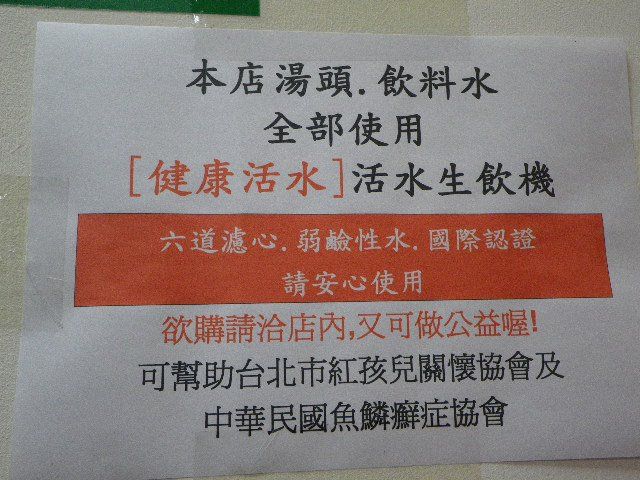 本店湯頭.飲料水
全部使用
[健康活水]活水生飲機
六道濾心.弱鹼性水.國際認證
請安心使用
欲購請洽店內,又可做公益喔!
可幫助台北市紅孩兒關懷協會及
中華民國魚鱗癬症協會